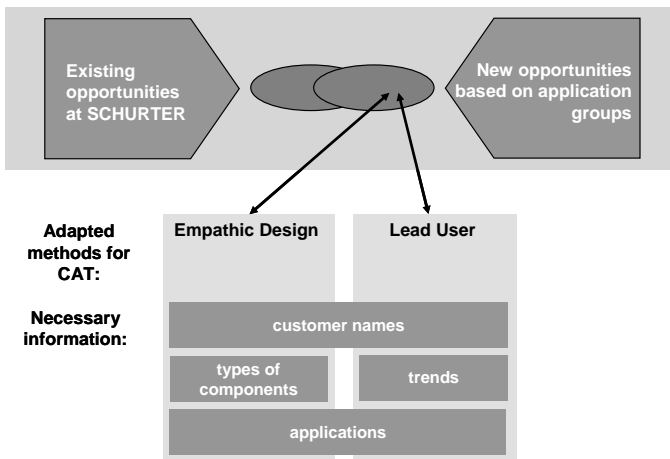 Existing
opportunities
at SCHURTER
New opportunities
based on application
groups
Adapted
methods for
CAT:
Empathic Design
Lead User
Necessary
information:
customer names
types of
components
trends
applications